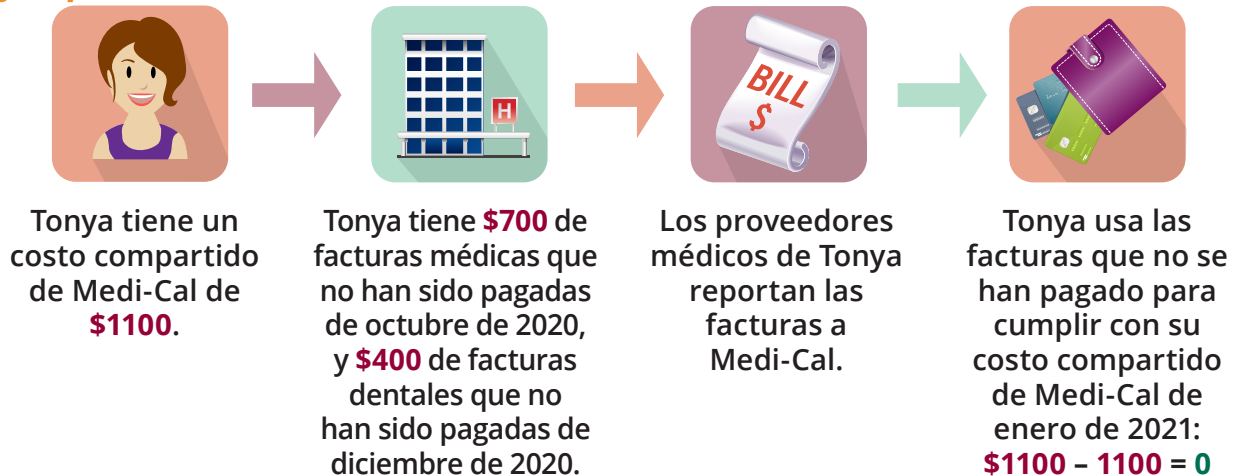 H
BILL
$
Tonya tiene un
costo compartido
de Medi-Cal de
$1100.
Tonya tiene $700 de
facturas médicas que
no han sido pagadas
de octubre de 2020,
y $400 de facturas
dentales que no
han sido pagadas de
diciembre de 2020.
Los proveedores
médicos de Tonya
reportan las
facturas a
Medi-Cal.
Tonya usa las
facturas que no se
han pagado para
cumplir con su
costo compartido
de Medi-Cal de
enero de 2021:
$1100 – 1100 = 0